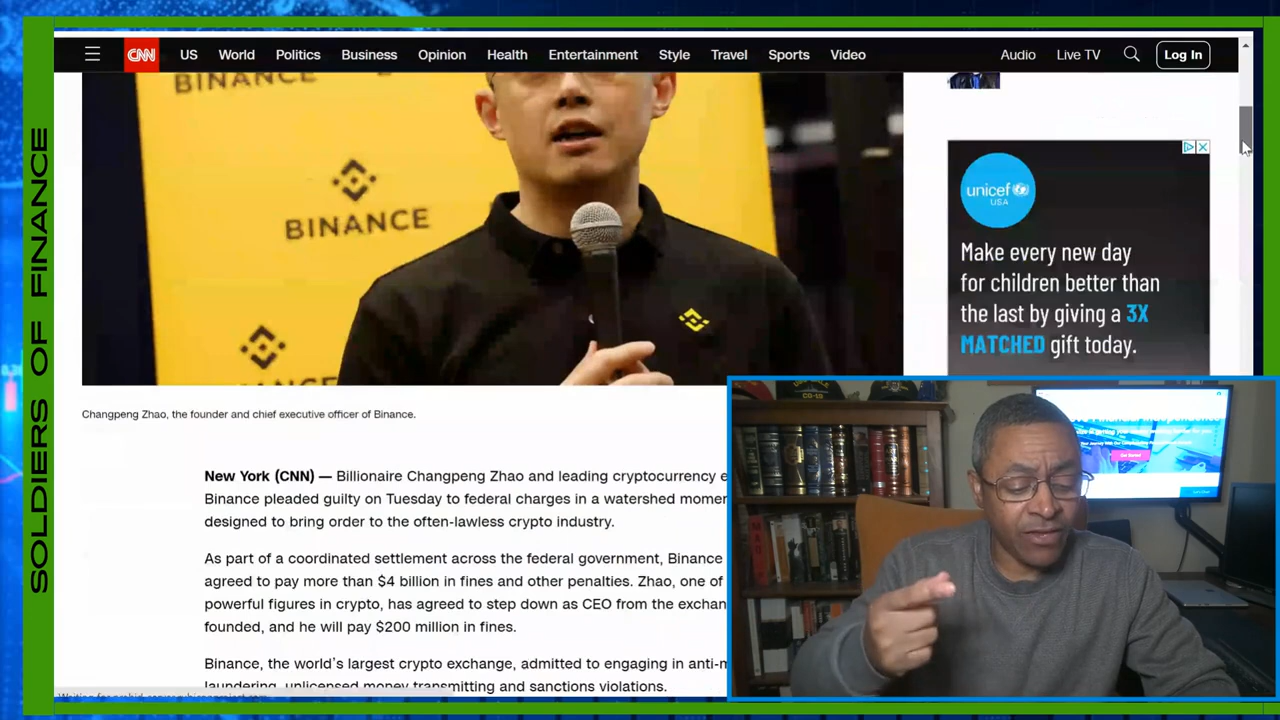 SOLDIERS OF FINANCE
CNN
US
World
Politics
Business
Opinion
Health
Entertainment
Style
Travel
Sports
Video
Audio
Live TV
Log In
BINANCE
BINANCE
unicef
USA
Make every new day
for children better than
the last by giving a 3X
MATCHED gift today.
Changpeng Zhao, the founder and chief executive officer of Binance.
New York (CNN) — Billionaire Changpeng Zhao and leading cryptocurrency e
Binance pleaded guilty on Tuesday to federal charges in a watershed momer
designed to bring order to the often-lawless crypto industry.
As part of a coordinated settlement across the federal government, Binance
agreed to pay more than $4 billion in fines and other penalties. Zhao, one of
powerful figures in crypto, has agreed to step down as CEO from the exchan
founded, and he will pay $200 million in fines.
Binance, the world's largest crypto exchange, admitted to engaging in anti-m
laundering, unlicensed money transmitting and sanctions violations.